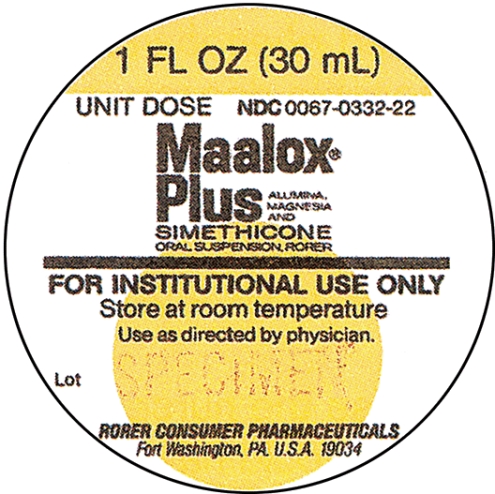 1 FL OZ (30 mL)
UNIT DOSE NDC 0067-0332-22
Maalox®
Plus ALUMINA,
MAGNESIA
AND
SIMETHICONE
ORAL SUSPENSION, RORER
FOR INSTITUTIONAL USE ONLY
Store at room temperature
Use as directed by physician.
SPECIMEN
Lot
RORER CONSUMER PHARMACEUTICALS
Fort Washington, PA. U.S.A. 19034